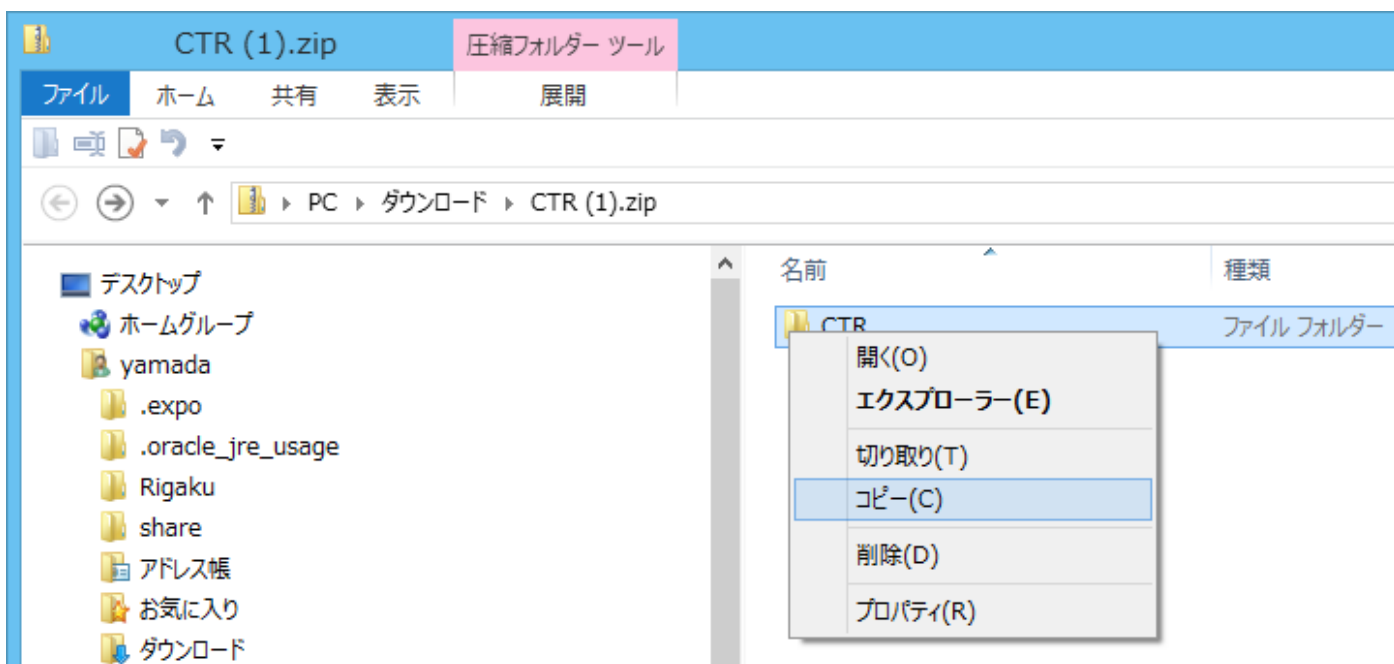 CTR (1).zip 圧縮フォルダー ツール
ファイル ホーム 共有 表示 展開
PC ダウンロード CTR (1).zip
デスクトップ
ホームグループ
yamada
.expo
.oracle_jre_usage
Rigaku
share
アドレス帳
お気に入り
ダウンロード
名前 種類
CTR ファイル フォルダー
開く(O)
エクスプローラー(E)
切り取り(T)
コピー(C)
削除(D)
プロパティ(R)